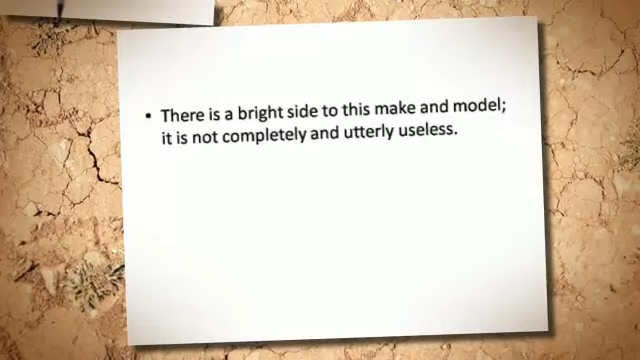 • There is a bright side to this make and model;
it is not completely and utterly useless.